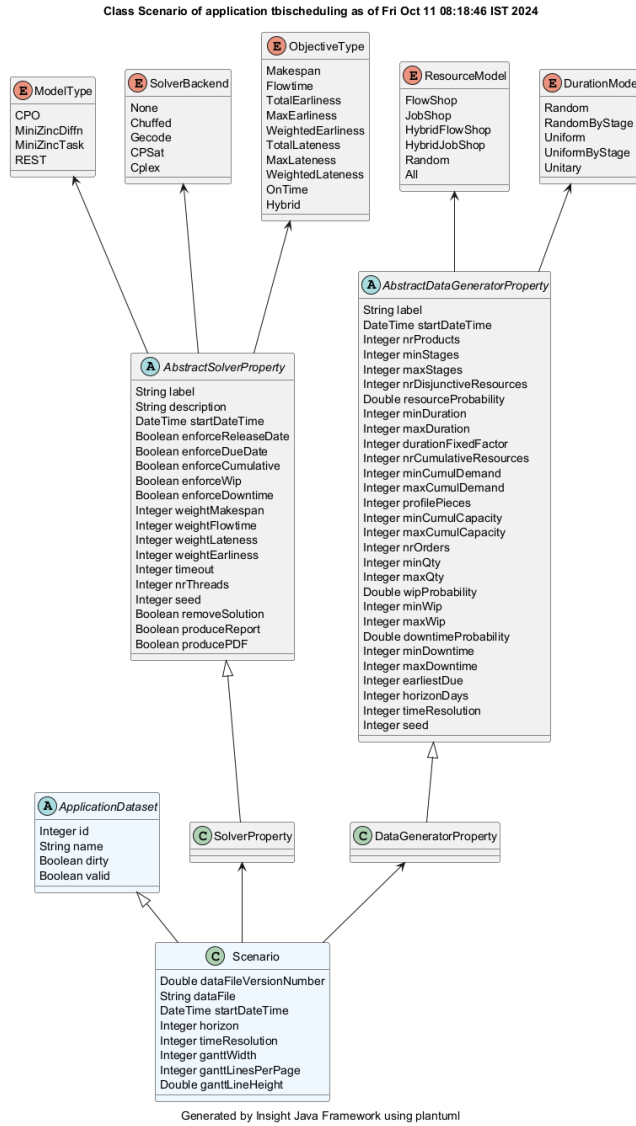 Class Scenario of application tbischeduling as of Fri Oct 11 08:18:46 IST 2024
E ModelType
CPO
MiniZincDiffn
MiniZincTask
REST
E SolverBackend
None
Chuffed
Gecode
CPSat
Cplex
E ObjectiveType
Makespan
Flowtime
TotalEarliness
MaxEarliness
WeightedEarliness
TotalLateness
MaxLateness
WeightedLateness
OnTime
Hybrid
E ResourceModel
FlowShop
JobShop
HybridFlowShop
HybridJobShop
Random
All
E DurationMode
Random
RandomByStage
Uniform
UniformByStage
Unitary
A AbstractSolverProperty
String label
String description
DateTime startDateTime
Boolean enforceReleaseDate
Boolean enforceDueDate
Boolean enforceCumulative
Boolean enforceWip
Boolean enforceDowntime
Integer weightMakespan
Integer weightFlowtime
Integer weightLateness
Integer weightEarliness
Integer timeout
Integer nrThreads
Integer seed
Boolean removeSolution
Boolean produceReport
Boolean producePDF
A AbstractDataGeneratorProperty
String label
DateTime startDateTime
Integer nrProducts
Integer minStages
Integer maxStages
Integer nrDisjunctiveResources
Double resourceProbability
Integer minDuration
Integer maxDuration
Integer durationFixedFactor
Integer nrCumulativeResources
Integer minCumulDemand
Integer maxCumulDemand
Integer profilePieces
Integer minCumulCapacity
Integer maxCumulCapacity
Integer nrOrders
Integer minQty
Integer maxQty
Double wipProbability
Integer minWip
Integer maxWip
Double downtimeProbability
Integer minDowntime
Integer maxDowntime
Integer earliestDue
Integer horizonDays
Integer timeResolution
Integer seed
A ApplicationDataset
Integer id
String name
Boolean dirty
Boolean valid
C SolverProperty
C DataGeneratorProperty
C Scenario
Double dataFileVersionNumber
String dataFile
DateTime startDateTime
Integer horizon
Integer timeResolution
Integer ganttWidth
Integer ganttLinesPerPage
Double ganttLineHeight
Generated by Insight Java Framework using plantuml